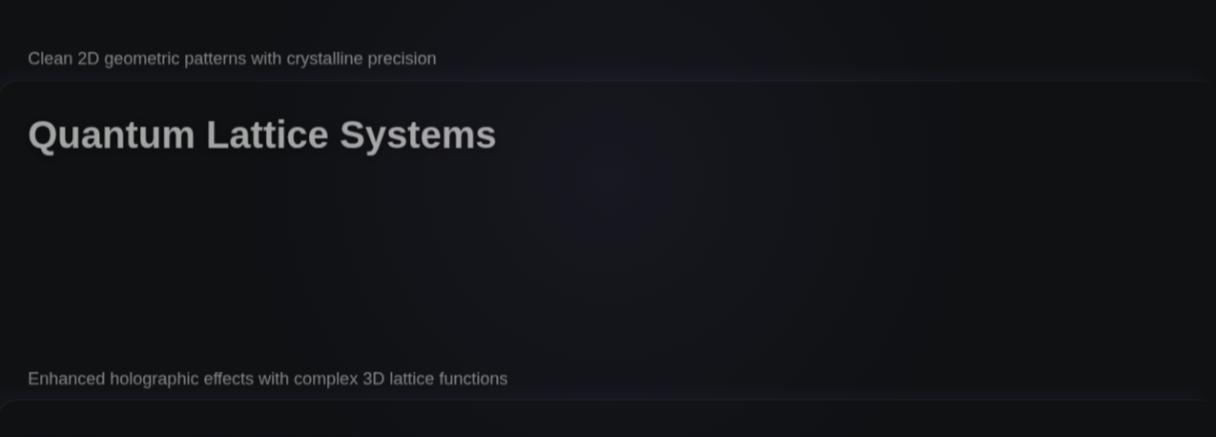 Clean 2D geometric patterns with crystalline precision
Quantum Lattice Systems
Enhanced holographic effects with complex 3D lattice functions